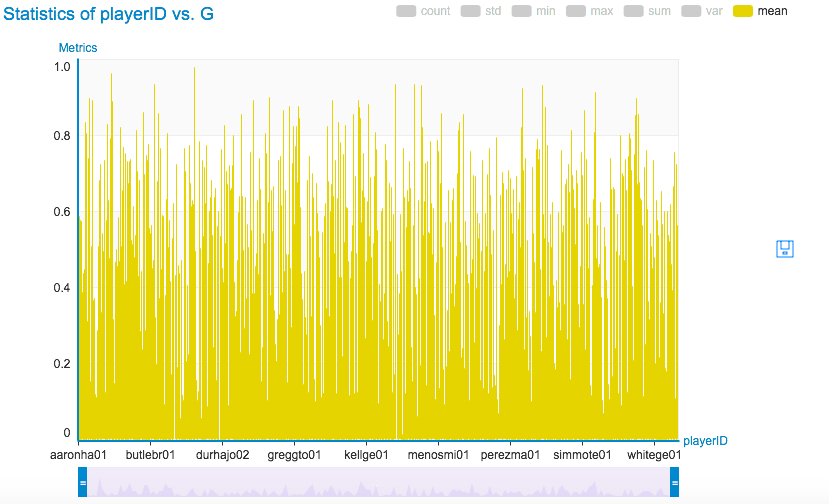 Statistics of playerID vs. G
count std min max sum var mean
Metrics
1.0
0.8
0.6
0.4
0.2
0
playerID
aaronha01 butlebr01 durhajo02 greggto01 kellge01 menosmi01 perezma01 simmote01 whitege01